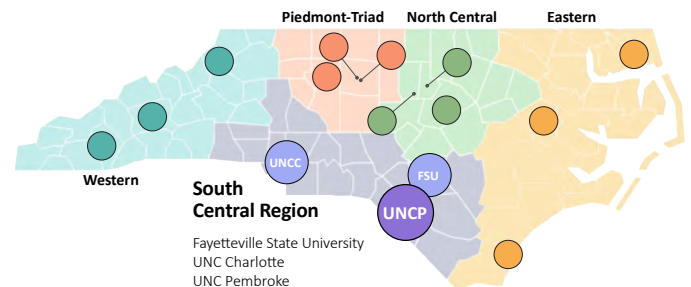 Piedmont-Triad
North Central
Eastern
UNCC
FSU
Western
South
Central Region
UNCP
Fayetteville State University
UNC Charlotte
UNC Pembroke